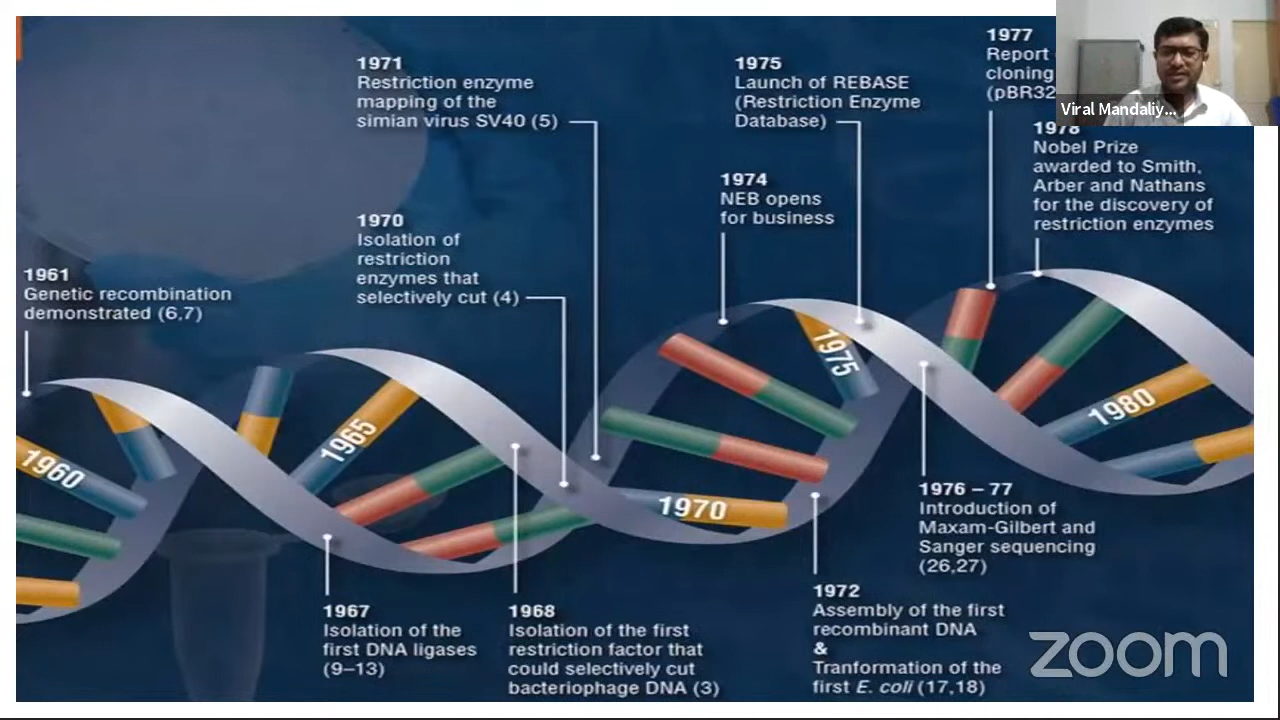 1961
Genetic recombination
demonstrated (6,7)
1971
Restriction enzyme
mapping of the
simian virus SV40 (5)
1970
Isolation of
restriction
enzymes that
selectively cut (4)
1975
Launch of REBASE
(Restriction Enzyme
Database)
1974
NEB opens
for business
1977
Report
cloning
(pBR32
Viral Mandaliy...
1978
Nobel Prize
awarded to Smith,
Arber and Nathans
for the discovery of
restriction enzymes
1960
1965
1970
1975
1980
1967
Isolation of the
first DNA ligases
(9–13)
1968
Isolation of the first
restriction factor that
could selectively cut
bacteriophage DNA (3)
1972
Assembly of the first
recombinant DNA
&
Tranformation of the
first E. coli (17,18)
1976 – 77
Introduction of
Maxam-Gilbert and
Sanger sequencing
(26,27)
zoom